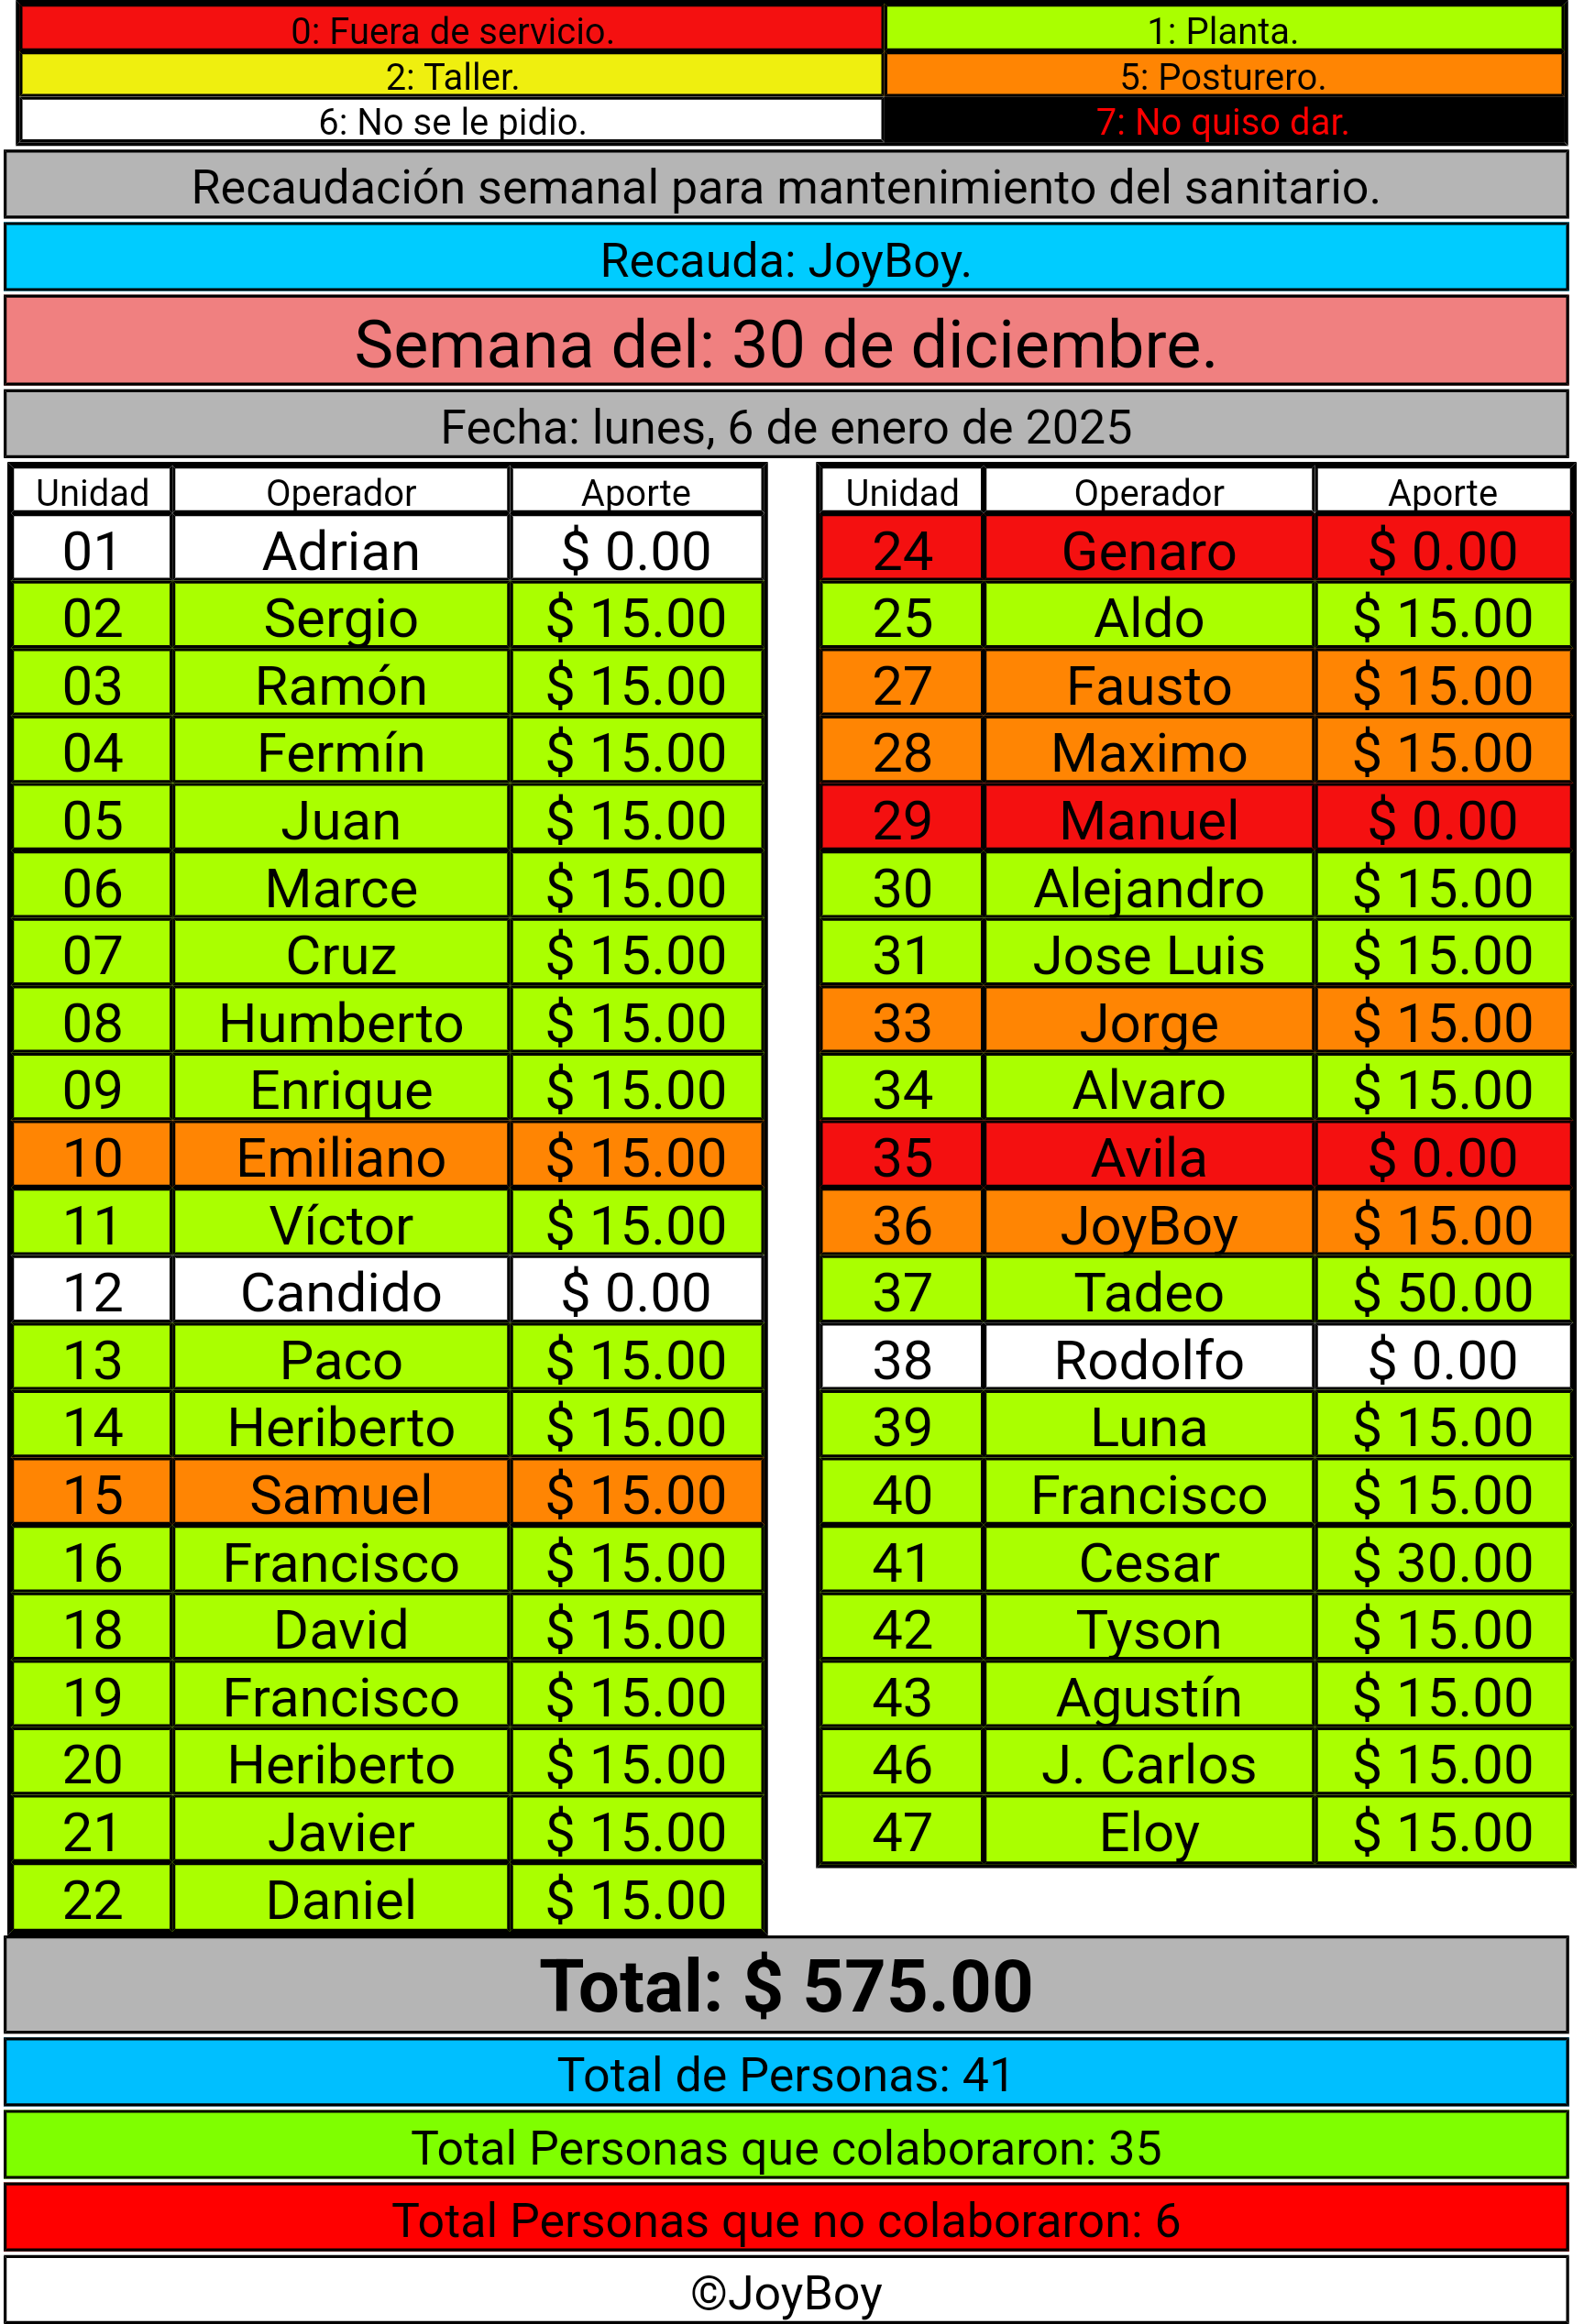 0: Fuera de servicio. 1: Planta.
2: Taller. 5: Posturero.
6: No se le pidio. 7: No quiso dar.
Recaudación semanal para mantenimiento del sanitario.
Recauda: JoyBoy.
Semana del: 30 de diciembre.
Fecha: lunes, 6 de enero de 2025
Unidad Operador Aporte
01 Adrian $ 0.00
02 Sergio $ 15.00
03 Ramón $ 15.00
04 Fermín $ 15.00
05 Juan $ 15.00
06 Marce $ 15.00
07 Cruz $ 15.00
08 Humberto $ 15.00
09 Enrique $ 15.00
10 Emiliano $ 15.00
11 Víctor $ 15.00
12 Candido $ 0.00
13 Paco $ 15.00
14 Heriberto $ 15.00
15 Samuel $ 15.00
16 Francisco $ 15.00
18 David $ 15.00
19 Francisco $ 15.00
20 Heriberto $ 15.00
21 Javier $ 15.00
22 Daniel $ 15.00
Unidad Operador Aporte
24 Genaro $ 0.00
25 Aldo $ 15.00
27 Fausto $ 15.00
28 Maximo $ 15.00
29 Manuel $ 0.00
30 Alejandro $ 15.00
31 Jose Luis $ 15.00
33 Jorge $ 15.00
34 Alvaro $ 15.00
35 Avila $ 0.00
36 JoyBoy $ 15.00
37 Tadeo $ 50.00
38 Rodolfo $ 0.00
39 Luna $ 15.00
40 Francisco $ 15.00
41 Cesar $ 30.00
42 Tyson $ 15.00
43 Agustín $ 15.00
46 J. Carlos $ 15.00
47 Eloy $ 15.00
Total: $ 575.00
Total de Personas: 41
Total Personas que colaboraron: 35
Total Personas que no colaboraron: 6
©JoyBoy